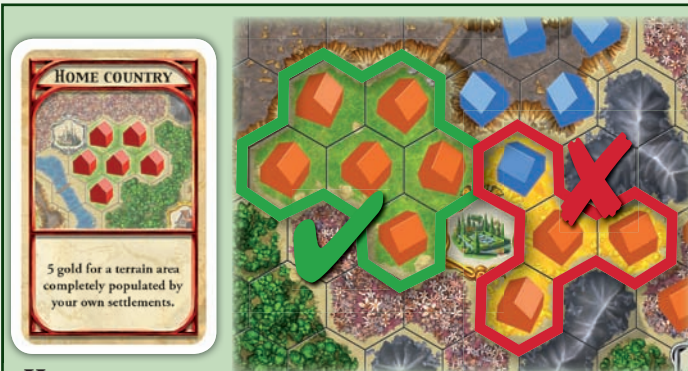 HOME COUNTRY
5 gold for a terrain area
completely populated by
your own settlements.